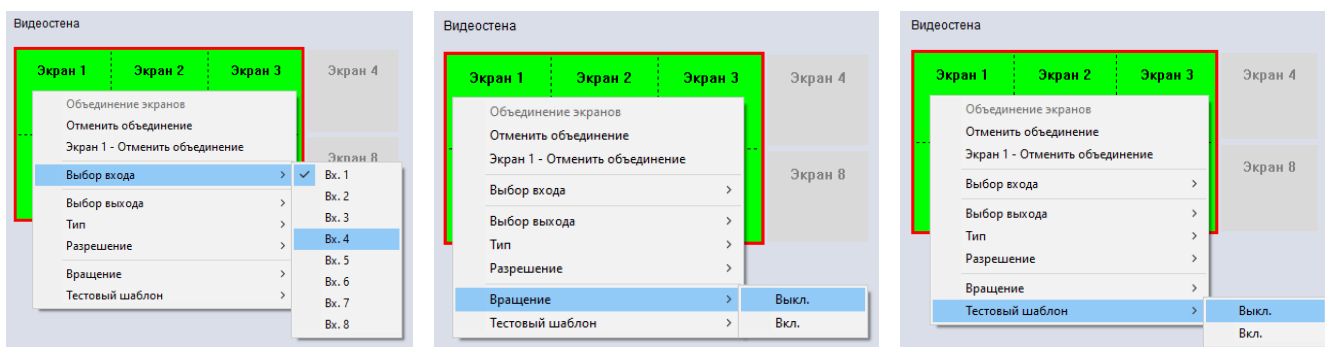 Видеостена
Экран 1 Экран 2 Экран 3 Экран 4
Объединение экранов
Отменить объединение
Экран 1 - Отменить объединение
Экран 8
Выбор входа > ✓ Вх. 1
Вх. 2
Выбор выхода >
Вх. 3
Тип >
Вх. 4
Разрешение >
Вх. 5
Вращение >
Вх. 6
Тестовый шаблон >
Вх. 7
Вх. 8
Видеостена
Экран 1 Экран 2 Экран 3 Экран 4
Объединение экранов
Отменить объединение
Экран 1 - Отменить объединение
Экран 8
Выбор входа >
Выбор выхода >
Тип >
Разрешение >
Вращение > Выкл.
Тестовый шаблон > Вкл.
Видеостена
Экран 1 Экран 2 Экран 3 Экран 4
Объединение экранов
Отменить объединение
Экран 1 - Отменить объединение
Экран 8
Выбор входа >
Выбор выхода >
Тип >
Разрешение >
Вращение >
Тестовый шаблон > Выкл.
Вкл.